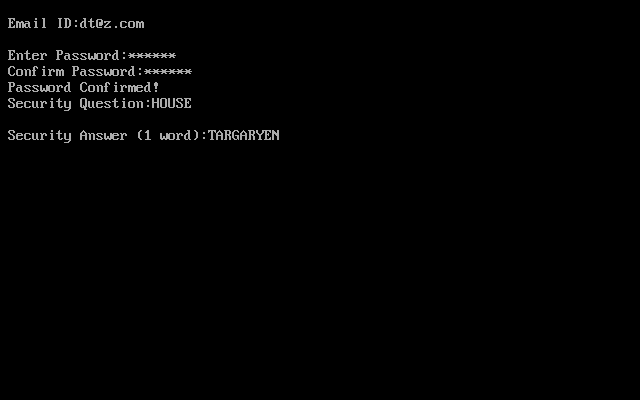 Email ID:dt@z.com
Enter Password:******
Confirm Password:******
Password Confirmed!
Security Question:HOUSE
Security Answer (1 word):TARGARYEN